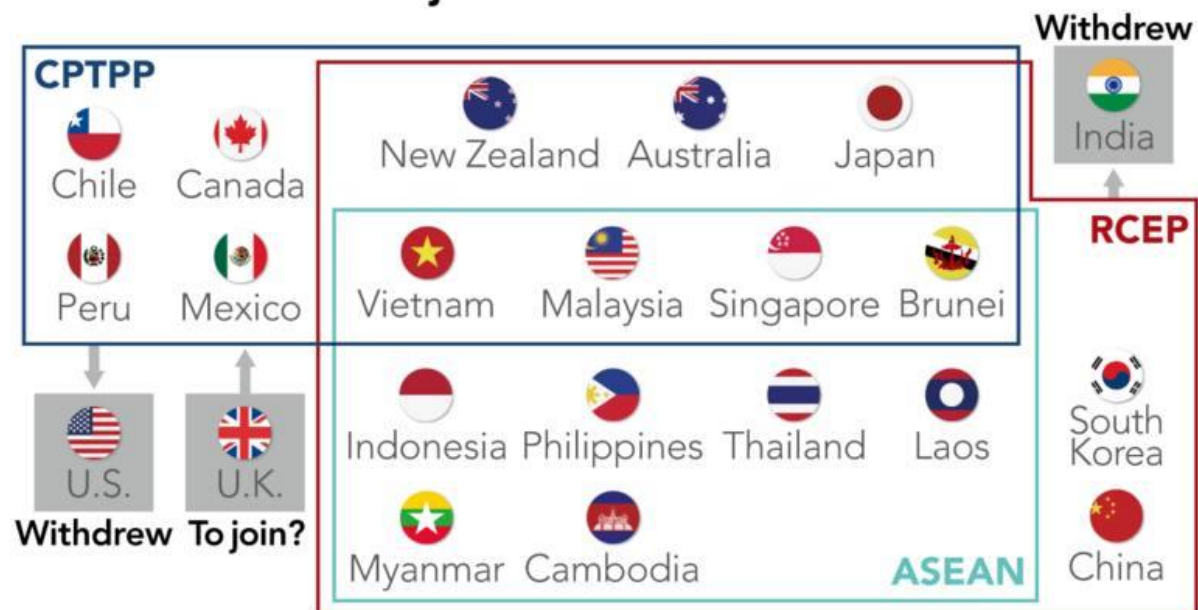 Withdrew
CPTPP
India
New Zealand Australia Japan
Chile Canada
RCEP
Vietnam Malaysia Singapore Brunei
Peru Mexico
Indonesia Philippines Thailand Laos
South
Korea
U.S. U.K.
Withdrew To join?
Myanmar Cambodia
ASEAN
China